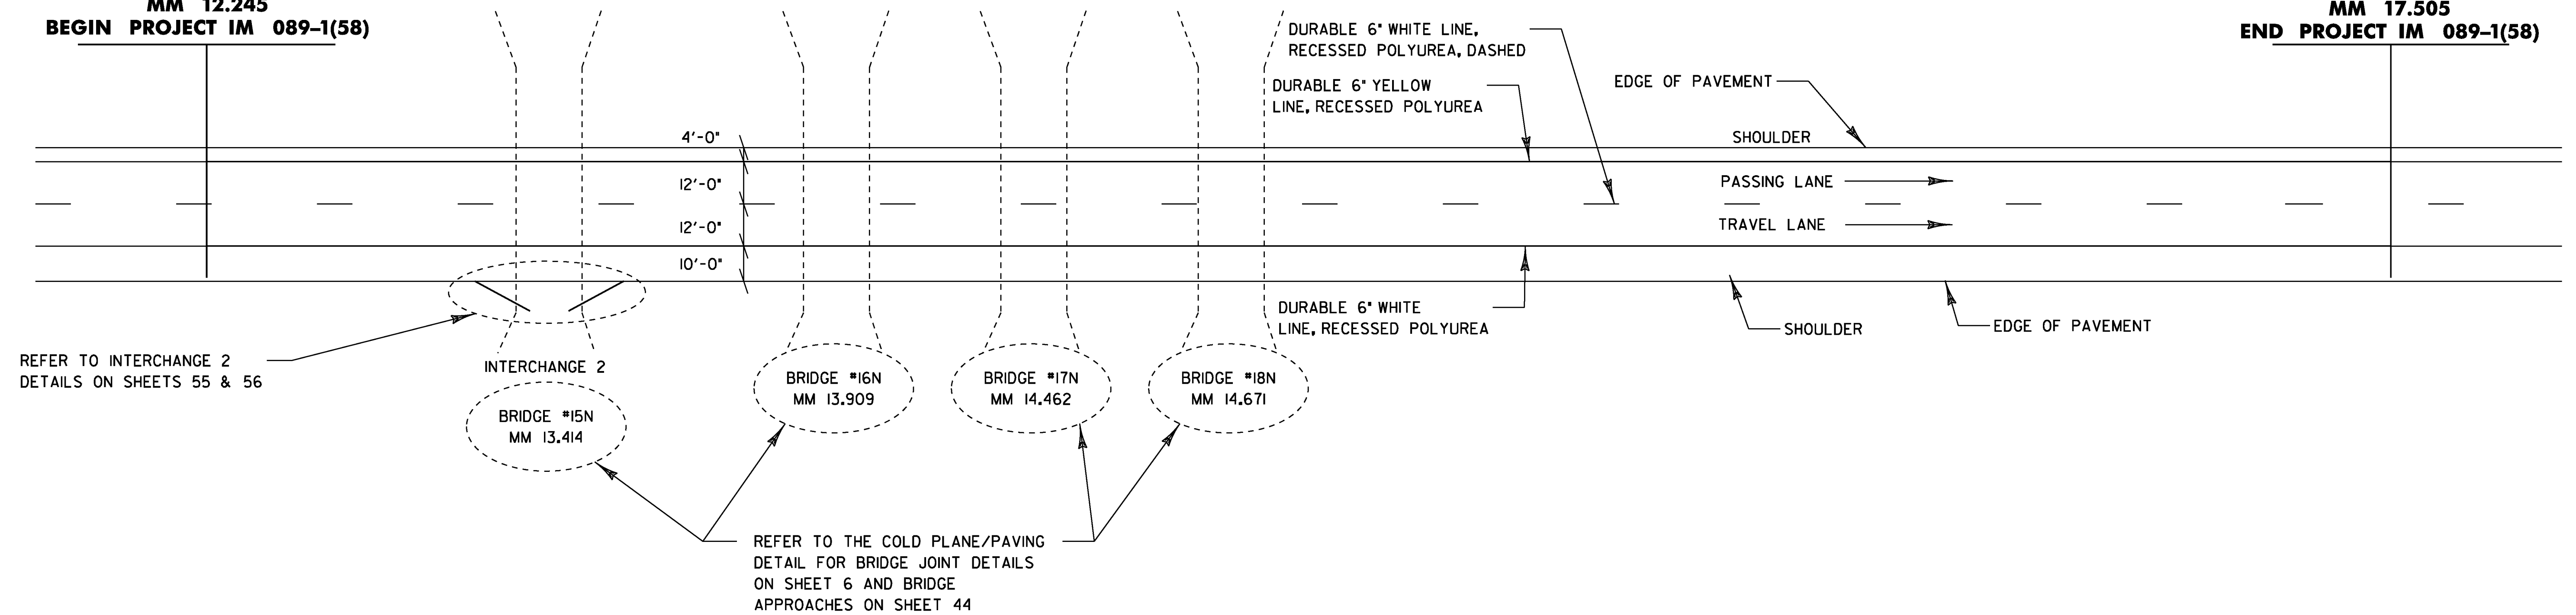 MM 12.245
BEGIN PROJECT IM 089-1(58)
MM 17.505
END PROJECT IM 089-1(58)
DURABLE 6" WHITE LINE,
RECESSED POLYUREA, DASHED
DURABLE 6" YELLOW
LINE, RECESSED POLYUREA
EDGE OF PAVEMENT
4'-0"
SHOULDER
12'-0"
PASSING LANE
12'-0"
TRAVEL LANE
10'-0"
DURABLE 6" WHITE
LINE, RECESSED POLYUREA
SHOULDER
EDGE OF PAVEMENT
REFER TO INTERCHANGE 2
DETAILS ON SHEETS 55 & 56
INTERCHANGE 2
BRIDGE #15N
MM 13.414
BRIDGE #16N
MM 13.909
BRIDGE #17N
MM 14.462
BRIDGE #18N
MM 14.671
REFER TO THE COLD PLANE/PAVING
DETAIL FOR BRIDGE JOINT DETAILS
ON SHEET 6 AND BRIDGE
APPROACHES ON SHEET 44